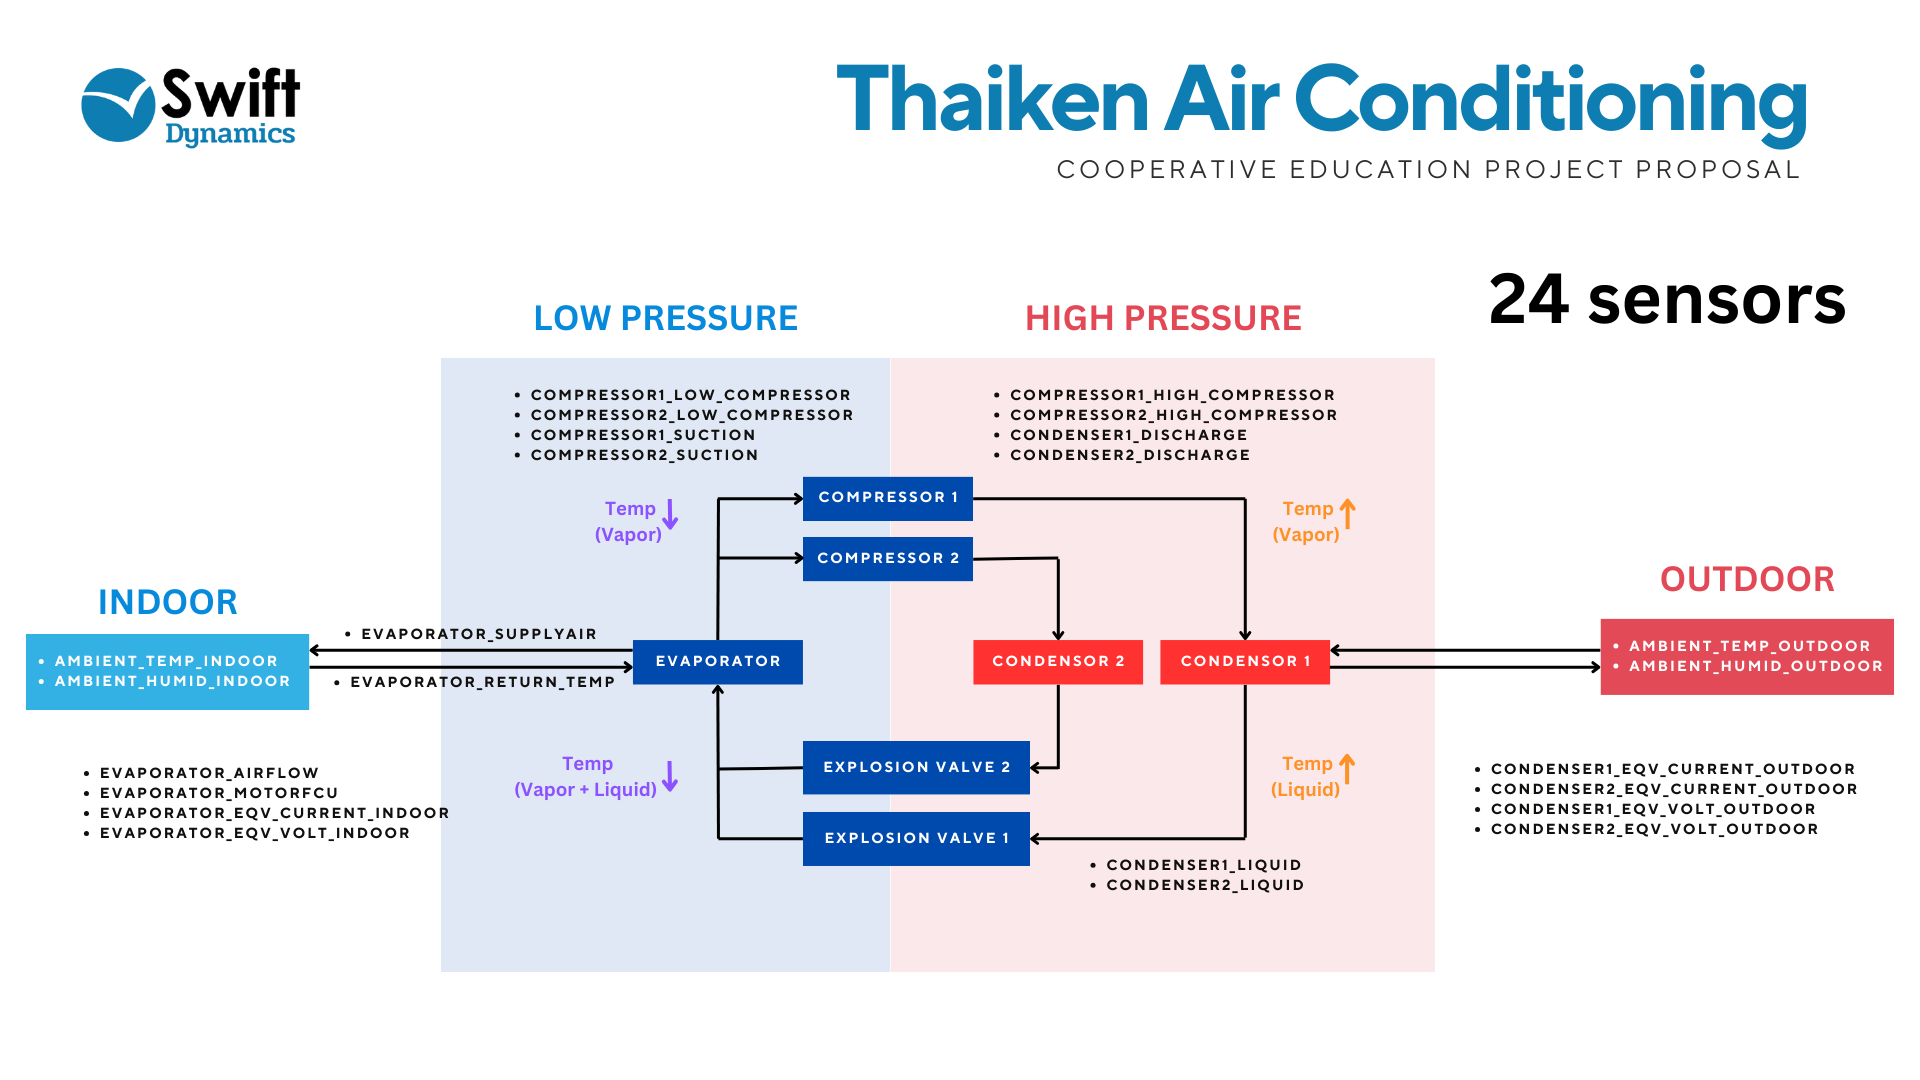 Swift
Dynamics
Thaiken Air Conditioning
COOPERATIVE EDUCATION PROJECT PROPOSAL
24 sensors
LOW PRESSURE
HIGH PRESSURE
• COMPRESSOR1_LOW_COMPRESSOR
• COMPRESSOR2_LOW_COMPRESSOR
• COMPRESSOR1_SUCTION
• COMPRESSOR2_SUCTION
• COMPRESSOR1_HIGH_COMPRESSOR
• COMPRESSOR2_HIGH_COMPRESSOR
• CONDENSER1_DISCHARGE
• CONDENSER2_DISCHARGE
Temp
(Vapor)
COMPRESSOR 1
COMPRESSOR 2
Temp
(Vapor)
INDOOR
• AMBIENT_TEMP_INDOOR
• AMBIENT_HUMID_INDOOR
• EVAPORATOR_SUPPLYAIR
• EVAPORATOR_RETURN_TEMP
EVAPORATOR
CONDENSOR 2
CONDENSOR 1
OUTDOOR
• AMBIENT_TEMP_OUTDOOR
• AMBIENT_HUMID_OUTDOOR
• EVAPORATOR_AIRFLOW
• EVAPORATOR_MOTORFCU
• EVAPORATOR_EQV_CURRENT_INDOOR
• EVAPORATOR_EQV_VOLT_INDOOR
Temp
(Vapor + Liquid)
EXPLOSION VALVE 2
EXPLOSION VALVE 1
Temp
(Liquid)
• CONDENSER1_LIQUID
• CONDENSER2_LIQUID
• CONDENSER1_EQV_CURRENT_OUTDOOR
• CONDENSER2_EQV_CURRENT_OUTDOOR
• CONDENSER1_EQV_VOLT_OUTDOOR
• CONDENSER2_EQV_VOLT_OUTDOOR